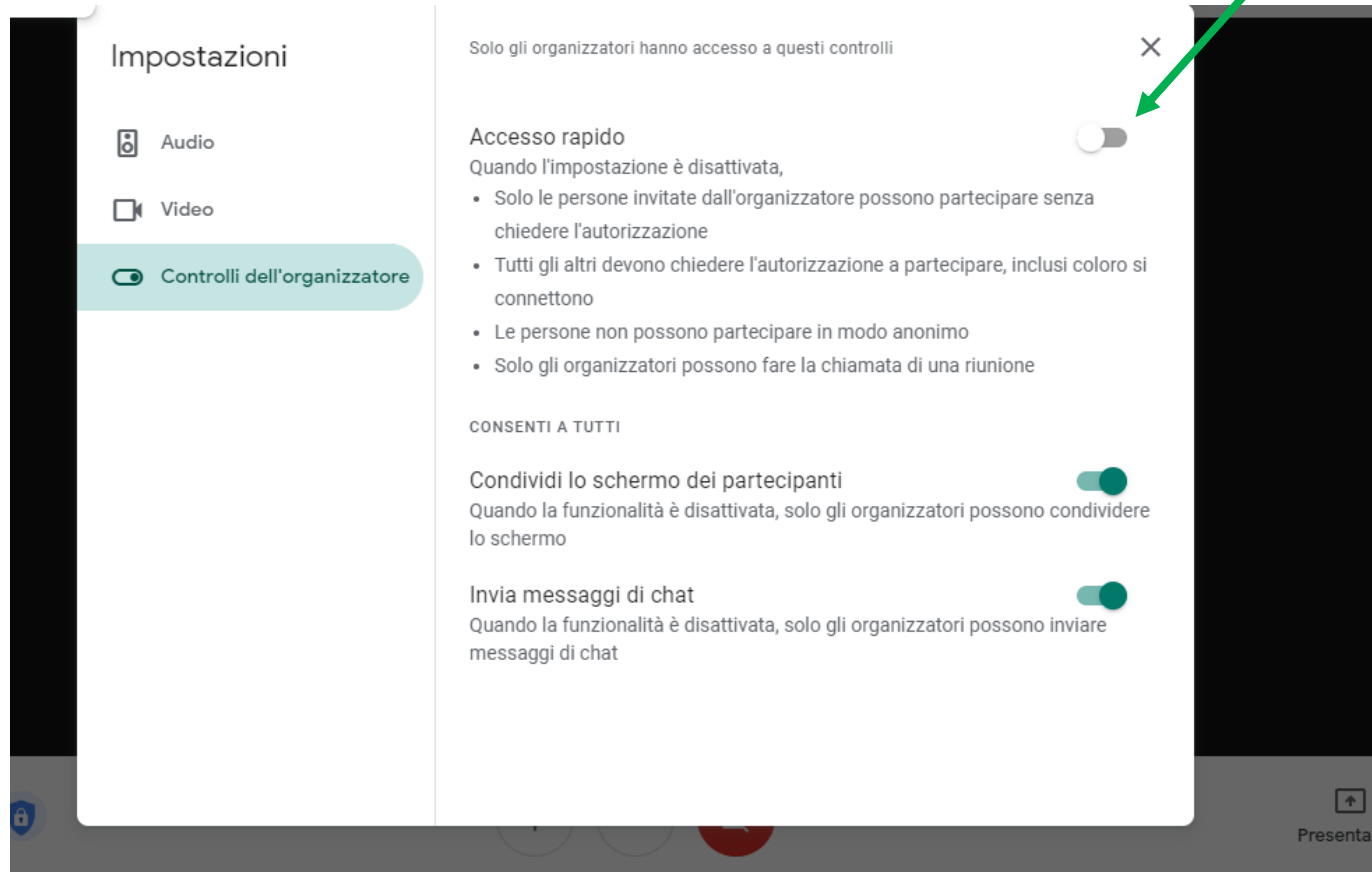 Impostazioni
Audio
Video
Controlli dell'organizzatore
Solo gli organizzatori hanno accesso a questi controlli
Accesso rapido
Quando l'impostazione è disattivata,
• Solo le persone invitate dall'organizzatore possono partecipare senza
chiedere l'autorizzazione
• Tutti gli altri devono chiedere l'autorizzazione a partecipare, inclusi coloro si
connettono
• Le persone non possono partecipare in modo anonimo
• Solo gli organizzatori possono fare la chiamata di una riunione
CONSENTI A TUTTI
Condividi lo schermo dei partecipanti
Quando la funzionalità è disattivata, solo gli organizzatori possono condividere
lo schermo
Invia messaggi di chat
Quando la funzionalità è disattivata, solo gli organizzatori possono inviare
messaggi di chat
Presenta